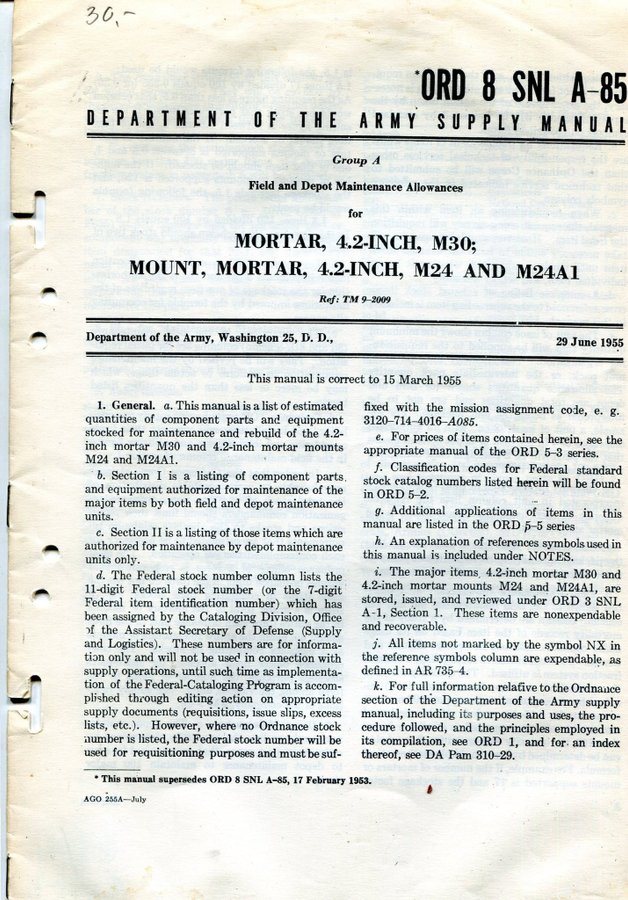 30,-
*ORD 8 SNL A-85
DEPARTMENT OF THE ARMY SUPPLY MANUAL
Group A
Field and Depot Maintenance Allowances
for
MORTAR, 4.2-INCH, M30;
MOUNT, MORTAR, 4.2-INCH, M24 AND M24A1
Ref: TM 9-2009
Department of the Army, Washington 25, D. D.,
29 June 1955
This manual is correct to 15 March 1955
1. General. a. This manual is a list of estimated
quantities of component parts and equipment
stocked for maintenance and rebuild of the 4.2-
inch mortar M30 and 4.2-inch mortar mounts
M24 and M24A1.
b. Section I is a listing of component parts
and equipment authorized for maintenance of the
major items by both field and depot maintenance
units.
c. Section II is a listing of those items which are
authorized for maintenance by depot maintenance
units only.
d. The Federal stock number column lists the
11-digit Federal stock number (or the 7-digit
Federal item identification number) which has
been assigned by the Cataloging Division, Office
of the Assistant Secretary of Defense (Supply
and Logistics). These numbers are for informa-
tion only and will not be used in connection with
supply operations, until such time as implementa-
tion of the Federal-Cataloging Program is accom-
plished through editing action on appropriate
supply documents (requisitions, issue slips, excess
lists, etc.). However, where no Ordnance stock
number is listed, the Federal stock number will be
used for requisitioning purposes and must be suf-
fixed with the mission assignment code, e. g.
3120-714-4016-A085.
e. For prices of items contained herein, see the
appropriate manual of the ORD 5-3 series.
f. Classification codes for Federal standard
stock catalog numbers listed herein will be found
in ORD 5-2.
g. Additional applications of items in this
manual are listed in the ORD 5-5 series
h. An explanation of references symbols used in
this manual is included under NOTES.
i. The major items, 4.2-inch mortar M30 and
4.2-inch mortar mounts M24 and M24A1, are
stored, issued, and reviewed under ORD 3 SNL
A-1, Section 1. These items are nonexpendable
and recoverable.
j. All items not marked by the symbol NX in
the reference symbols column are expendable, as
defined in AR 735-4.
k. For full information relative to the Ordnance
section of the Department of the Army supply
manual, including its purposes and uses, the pro-
cedure followed, and the principles employed in
its compilation, see ORD 1, and for an index
thereof, see DA Pam 310-29.
* This manual supersedes ORD 8 SNL A-85, 17 February 1953.
AGO 255A—July